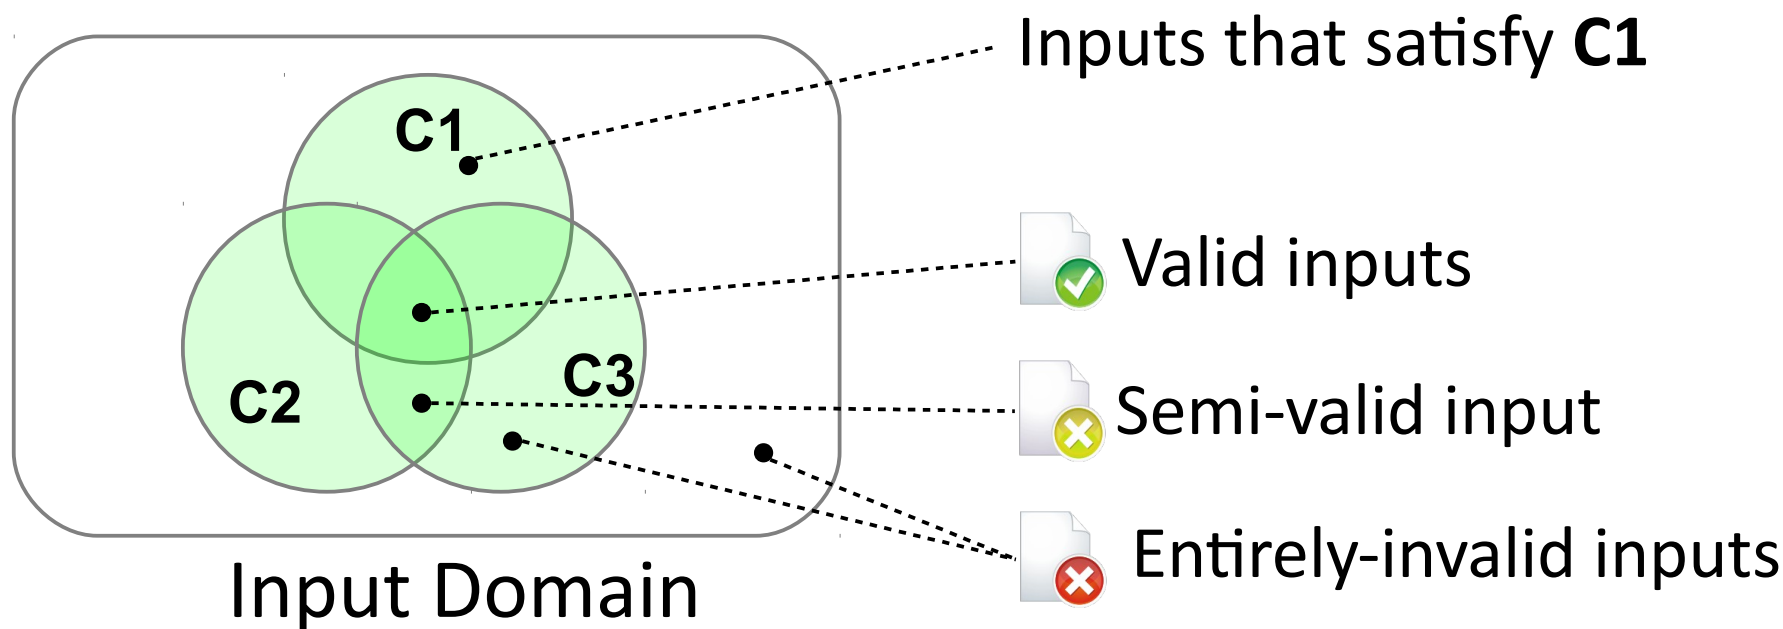 Inputs that satisfy C1
C1
Valid inputs
C3
C2
Semi-valid input
Entirely-invalid inputs
Input Domain